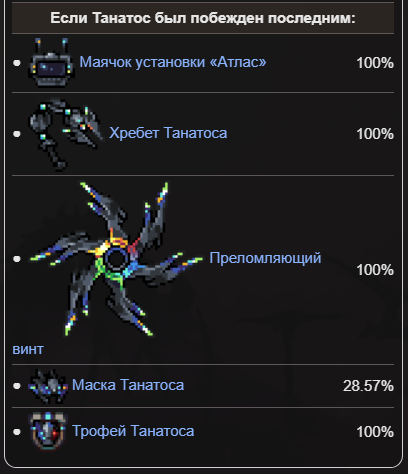 Если Танатос был побежден последним:
Маячок установки «Атлас» 100%
Хребет Танатоса 100%
Преломляющий 100%
винт
Маска Танатоса 28.57%
Трофей Танатоса 100%